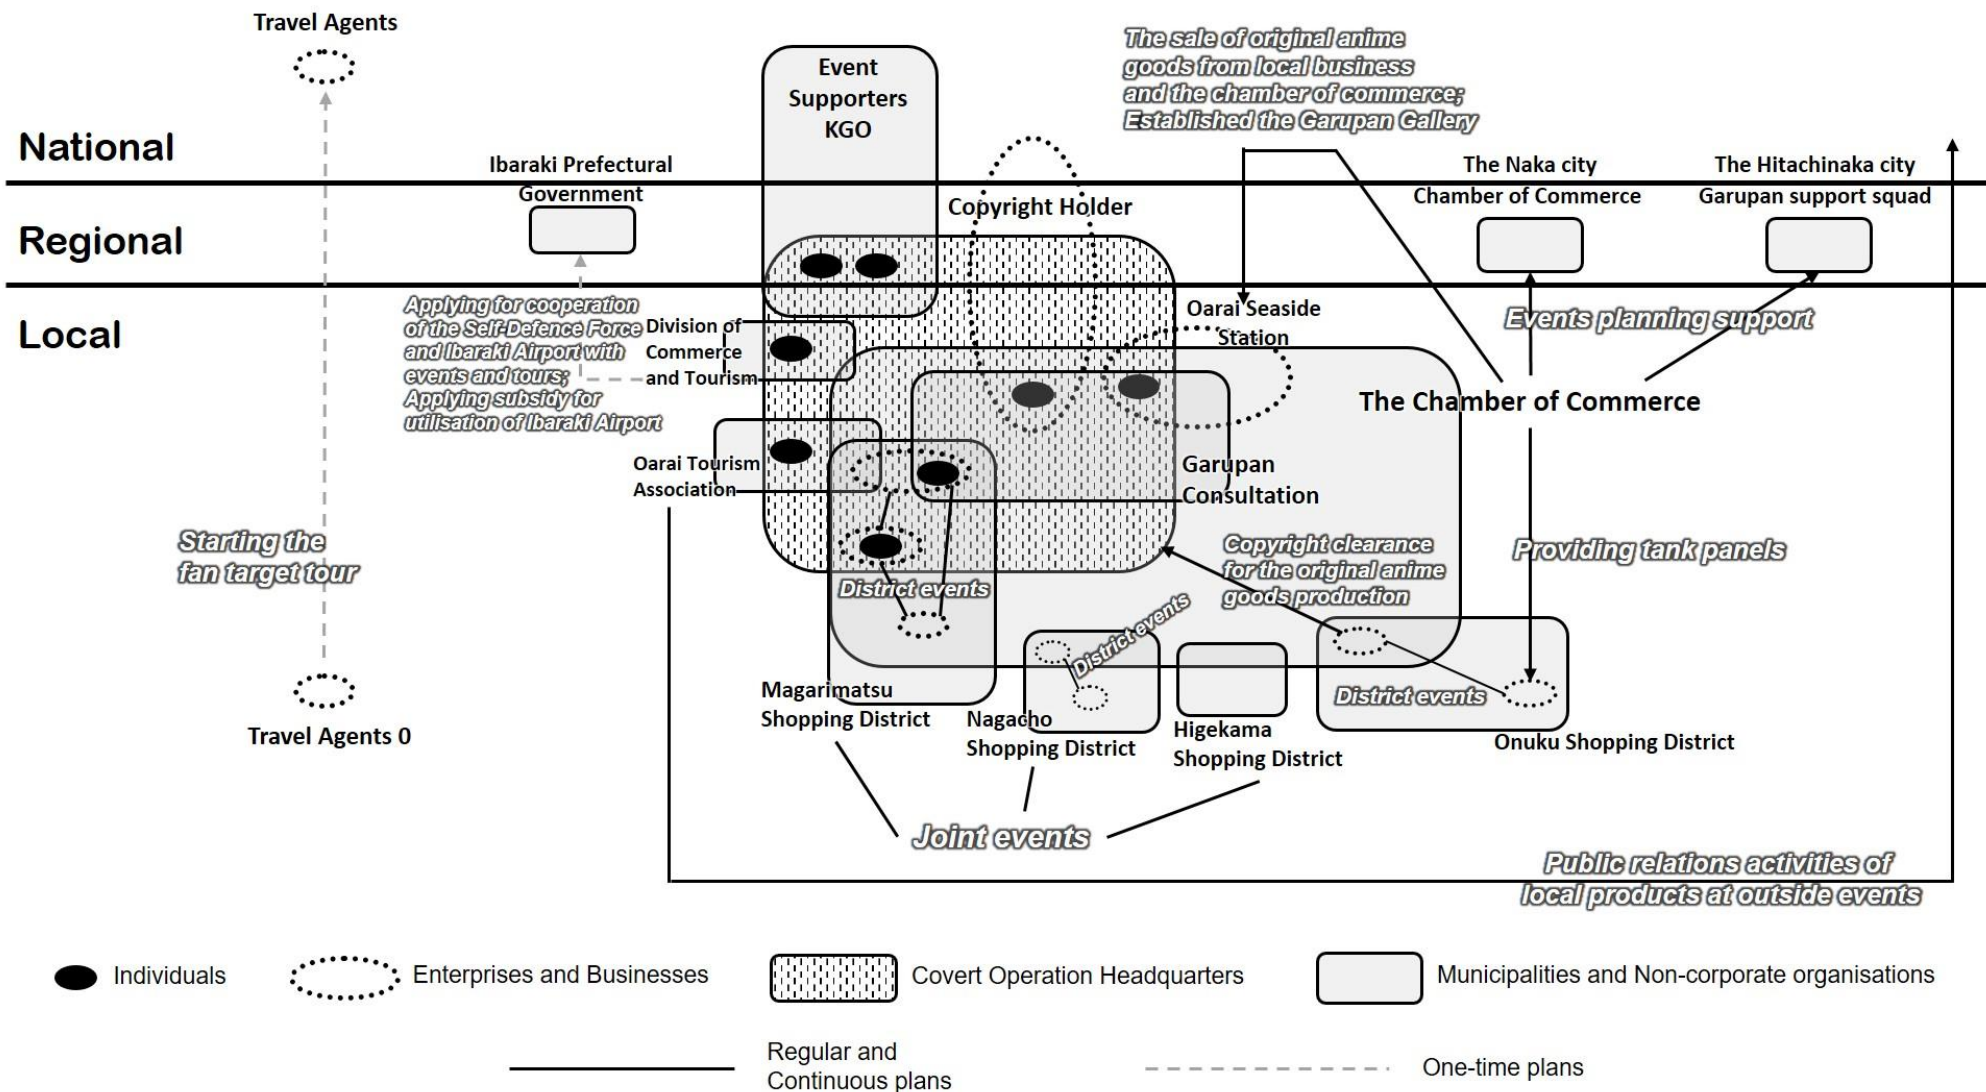 Travel Agents
Event
Supporters
KGO
The sale of original anime
goods from local business
and the chamber of commerce;
Established the Garupan Gallery
National
Ibaraki Prefectural
Government
The Naka city
Chamber of Commerce
The Hitachinaka city
Garupan support squad
Copyright Holder
Regional
Local
Applying for cooperation
of the Self-Defence Force
and Ibaraki Airport with
events and tours;
Applying subsidy for
utilisation of Ibaraki Airport
Division of
Commerce
and Tourism
Oarai Seaside
Station
Events planning support
The Chamber of Commerce
Oarai Tourism
Association
Garupan
Consultation
Starting the
fan target tour
Copyright clearance
for the original anime
goods production
Providing tank panels
District events
District events
District events
Magarimatsu
Shopping District
Nagacho
Shopping District
Higekama
Shopping District
Onuku Shopping District
Travel Agents 0
Joint events
Public relations activities of
local products at outside events
Individuals
Enterprises and Businesses
Covert Operation Headquarters
Municipalities and Non-corporate organisations
Regular and
Continuous plans
One-time plans